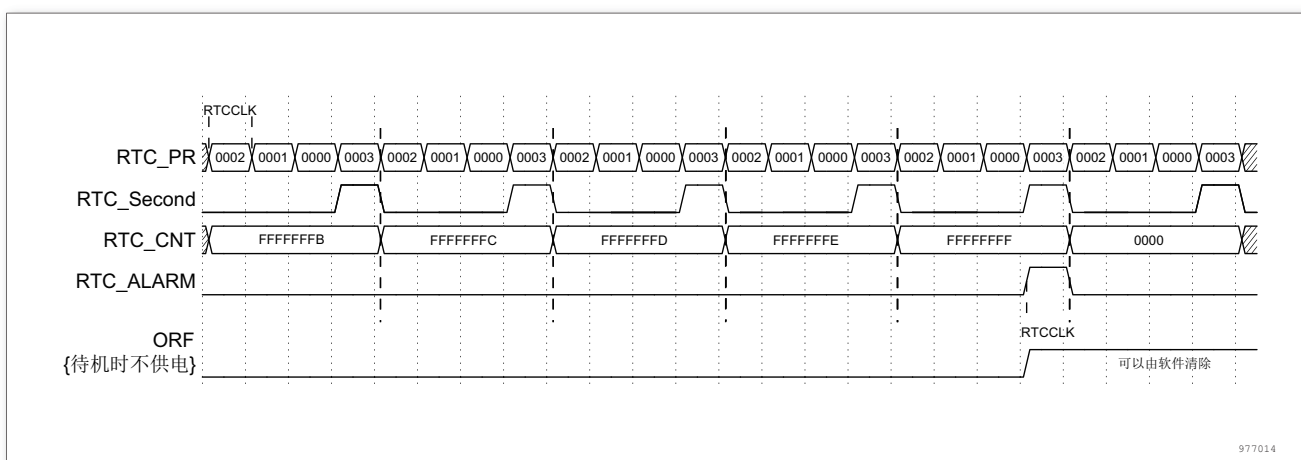 RTCCLK
RTC_PR 0002 0001 0000 0003 0002 0001 0000 0003 0002 0001 0000 0003 0002 0001 0000 0003 0002 0001 0000 0003 0002 0001 0000 0003
RTC_Second
RTC_CNT FFFFFFFB FFFFFFFC FFFFFFFD FFFFFFFE FFFFFFFF 0000
RTC_ALARM
RTCCLK
ORF
{待机时不供电} 可以由软件清除
977014